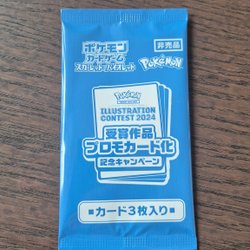 ポケモン
カードゲーム
スカーレット&バイオレット
非売品
Pokémon
Pokémon
ILLUSTRATION
CONTEST 2024
受賞作品
プロモカード化
記念キャンペーン
■カード3枚入り■